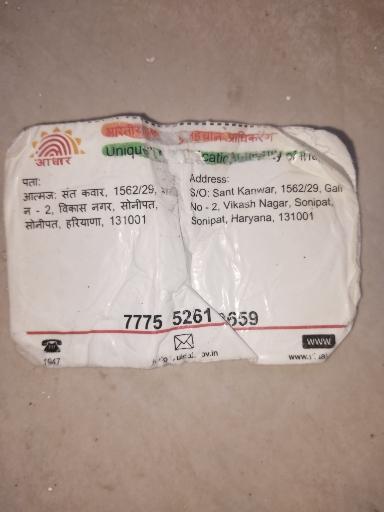 आधार
पता:
आत्मज: संत कवार, 1562/29,
न - 2, विकास नगर, सोनीपत,
सोनीपत, हरियाणा, 131001
Address:
S/O: Sant Kanwar, 1562/29, Gali
No - 2, Vikash Nagar, Sonipat,
Sonipat, Haryana, 131001
7775 5261
1947
www